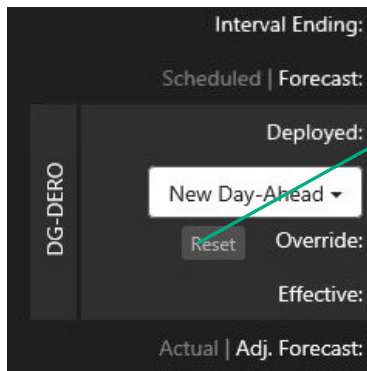 Interval Ending:
Scheduled | Forecast:
DG-DERO
Deployed:
New Day-Ahead
Reset Override:
Effective:
Actual | Adj. Forecast: